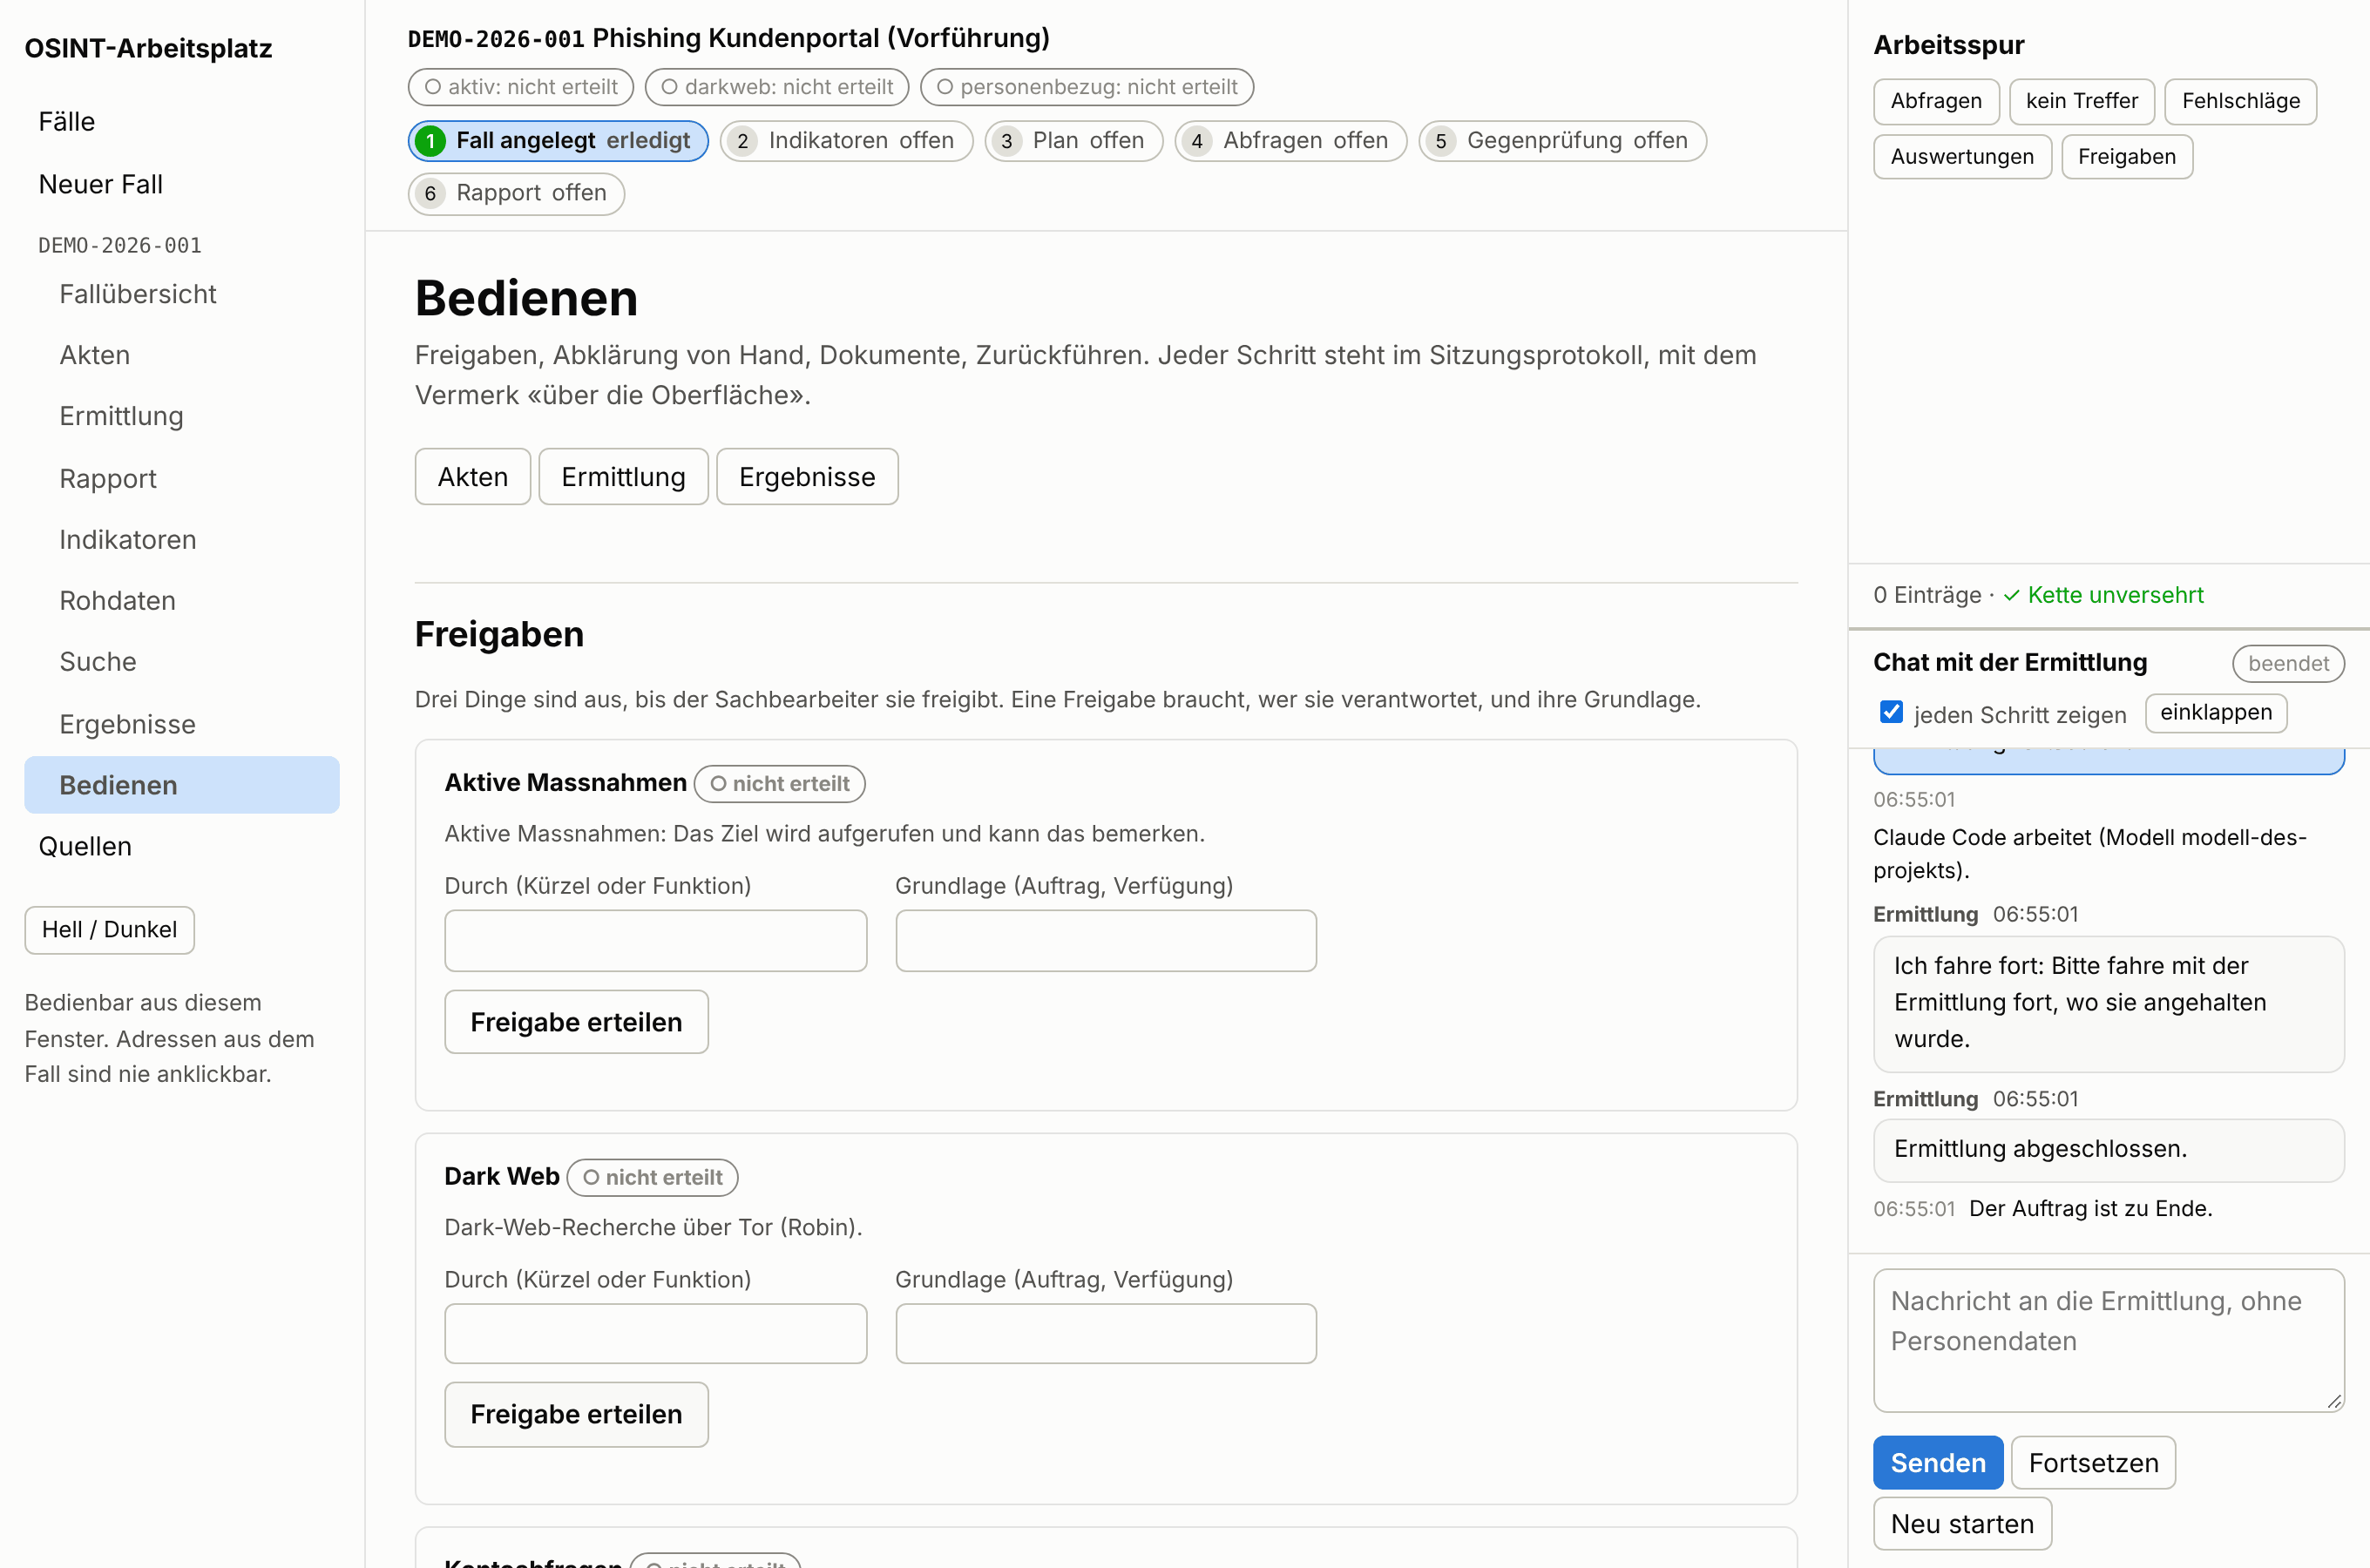 OSINT-Arbeitsplatz
Fälle
Neuer Fall
DEMO-2026-001
Fallübersicht
Akten
Ermittlung
Rapport
Indikatoren
Rohdaten
Suche
Ergebnisse
Bedienen
Quellen
Hell / Dunkel
Bedienbar aus diesem
Fenster. Adressen aus dem
Fall sind nie anklickbar.
DEMO-2026-001 Phishing Kundenportal (Vorführung)
aktiv: nicht erteilt darkweb: nicht erteilt personenbezug: nicht erteilt
1 Fall angelegt erledigt 2 Indikatoren offen 3 Plan offen 4 Abfragen offen 5 Gegenprüfung offen
6 Rapport offen
Bedienen
Freigaben, Abklärung von Hand, Dokumente, Zurückführen. Jeder Schritt steht im Sitzungsprotokoll, mit dem
Vermerk «über die Oberfläche».
Akten Ermittlung Ergebnisse
Freigaben
Drei Dinge sind aus, bis der Sachbearbeiter sie freigibt. Eine Freigabe braucht, wer sie verantwortet, und ihre Grundlage.
Aktive Massnahmen nicht erteilt
Aktive Massnahmen: Das Ziel wird aufgerufen und kann das bemerken.
Durch (Kürzel oder Funktion) Grundlage (Auftrag, Verfügung)
Freigabe erteilen
Dark Web nicht erteilt
Dark-Web-Recherche über Tor (Robin).
Durch (Kürzel oder Funktion) Grundlage (Auftrag, Verfügung)
Freigabe erteilen
Kontoabfragen nicht erteilt
Arbeitsspur
Abfragen kein Treffer Fehlschläge
Auswertungen Freigaben
0 Einträge · ✓ Kette unversehrt
Chat mit der Ermittlung beendet
jeden Schritt zeigen einklappen
06:55:01
Claude Code arbeitet (Modell modell-des-
projekts).
Ermittlung 06:55:01
Ich fahre fort: Bitte fahre mit der
Ermittlung fort, wo sie angehalten
wurde.
Ermittlung 06:55:01
Ermittlung abgeschlossen.
06:55:01 Der Auftrag ist zu Ende.
Nachricht an die Ermittlung, ohne
Personendaten
Senden Fortsetzen
Neu starten